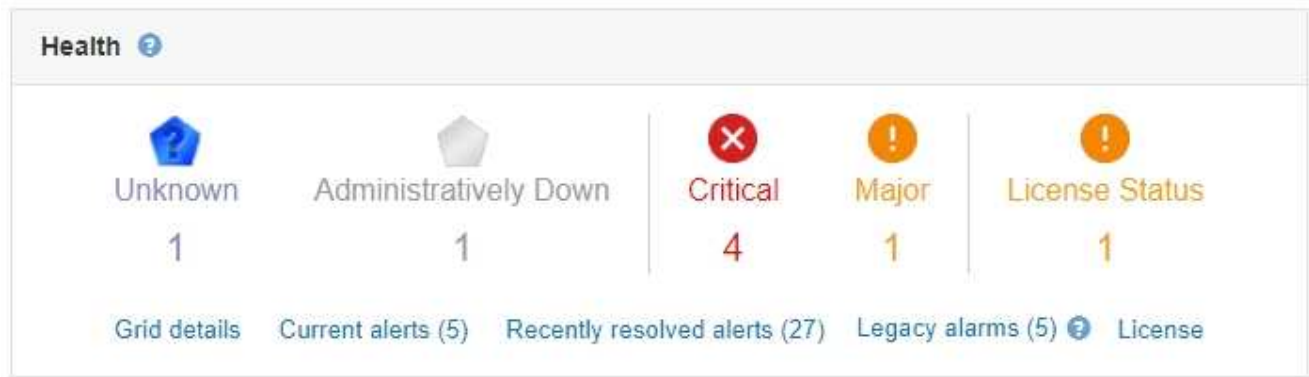 Health ?
? ! !
Unknown Administratively Down Critical Major License Status
1 1 4 1 1
Grid details Current alerts (5) Recently resolved alerts (27) Legacy alarms (5) ? License